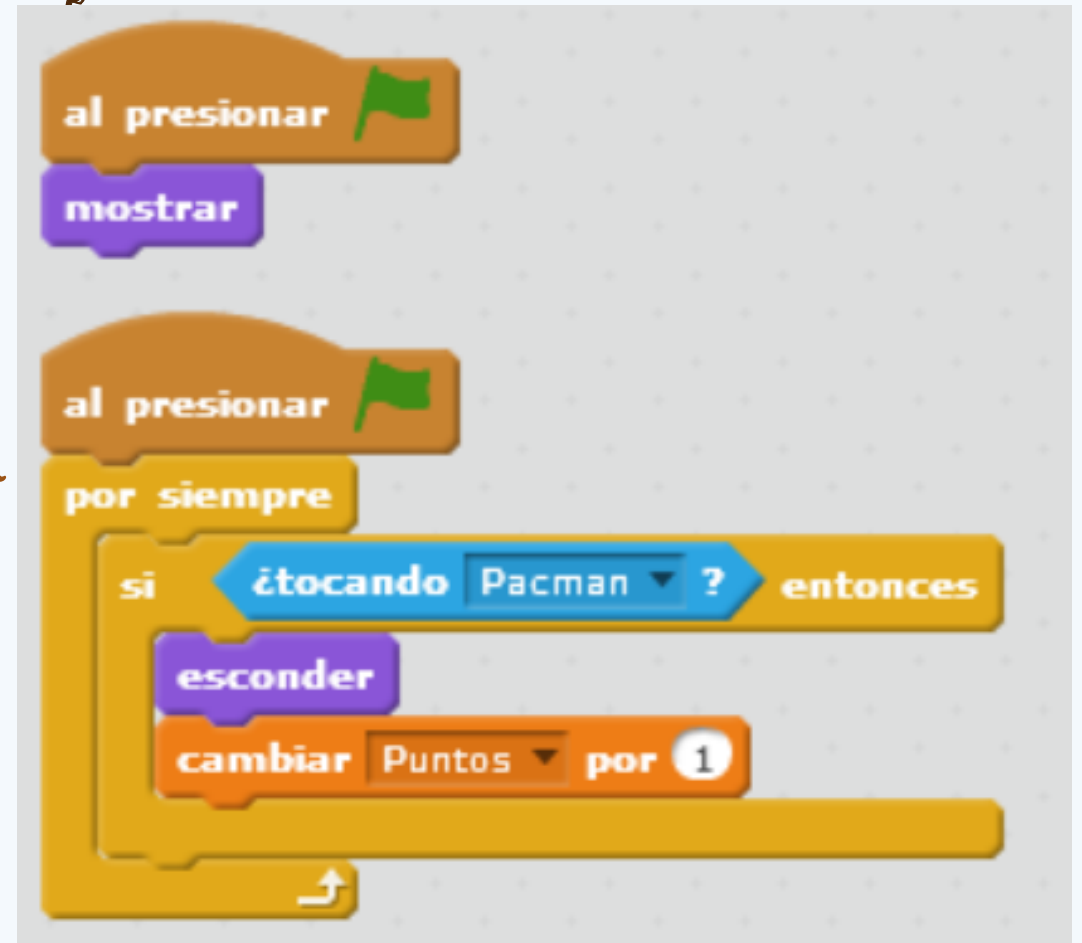 al presionar
mostrar
al presionar
por siempre
si ¿tocando Pacman ? entonces
esconder
cambiar Puntos por 1